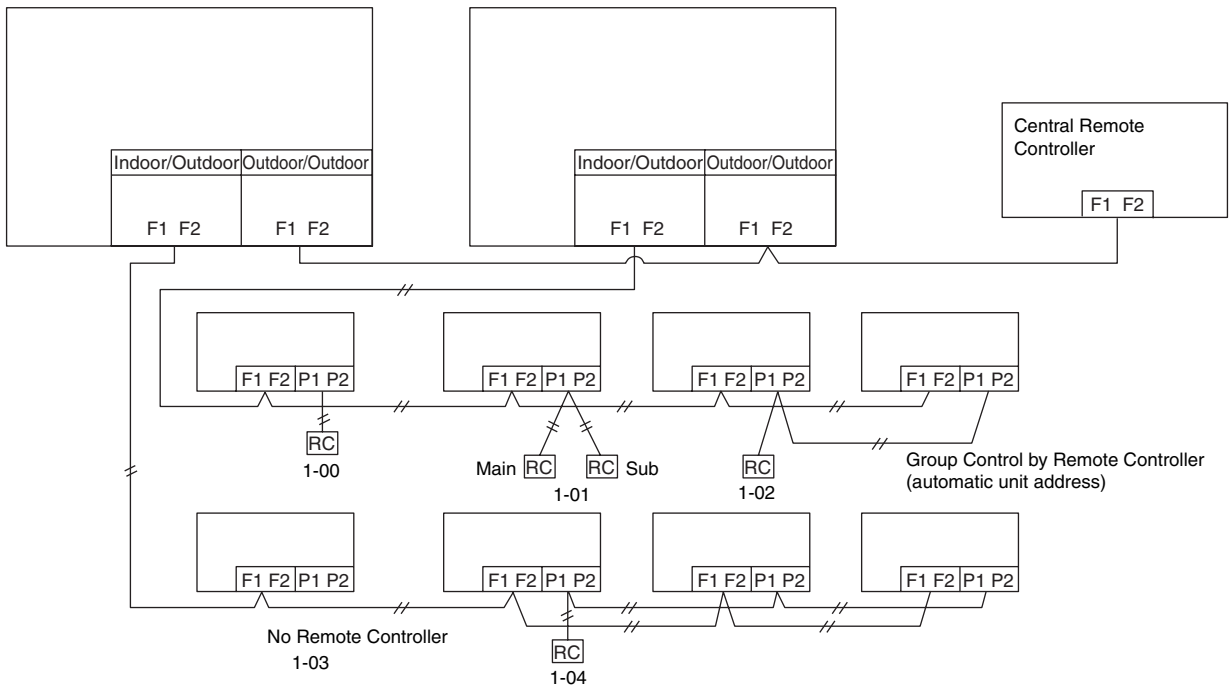 Indoor/Outdoor Outdoor/Outdoor
F1 F2 F1 F2
Indoor/Outdoor Outdoor/Outdoor
F1 F2 F1 F2
Central Remote
Controller
F1 F2
F1 F2 P1 P2
F1 F2 P1 P2
F1 F2 P1 P2
F1 F2 P1 P2
RC
1-00
Main RC RC Sub
1-01
RC
1-02
Group Control by Remote Controller
(automatic unit address)
F1 F2 P1 P2
F1 F2 P1 P2
F1 F2 P1 P2
F1 F2 P1 P2
No Remote Controller
1-03
RC
1-04